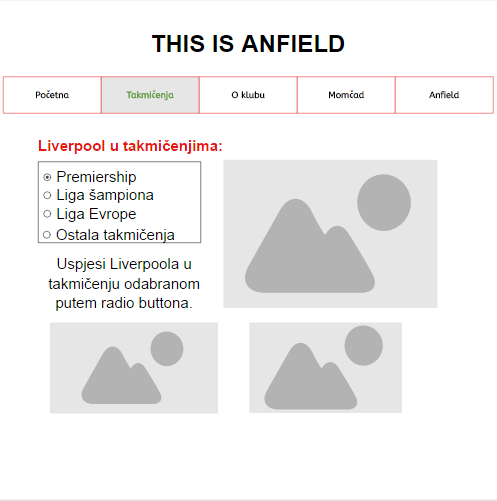 THIS IS ANFIELD
Početna Takmičenja O klubu Momčad Anfield
Liverpool u takmičenjima:
Premiership
Liga šampiona
Liga Evrope
Ostala takmičenja
Uspjesi Liverpoola u
takmičenju odabranom
putem radio buttona.